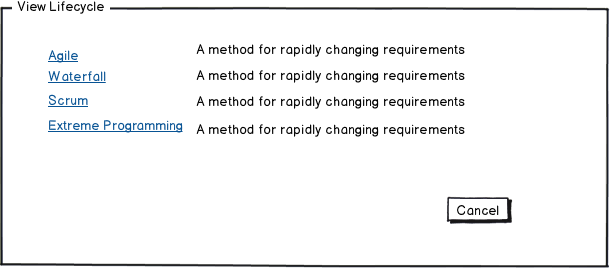 View Lifecycle
Agile A method for rapidly changing requirements
Waterfall A method for rapidly changing requirements
Scrum A method for rapidly changing requirements
Extreme Programming A method for rapidly changing requirements
Cancel